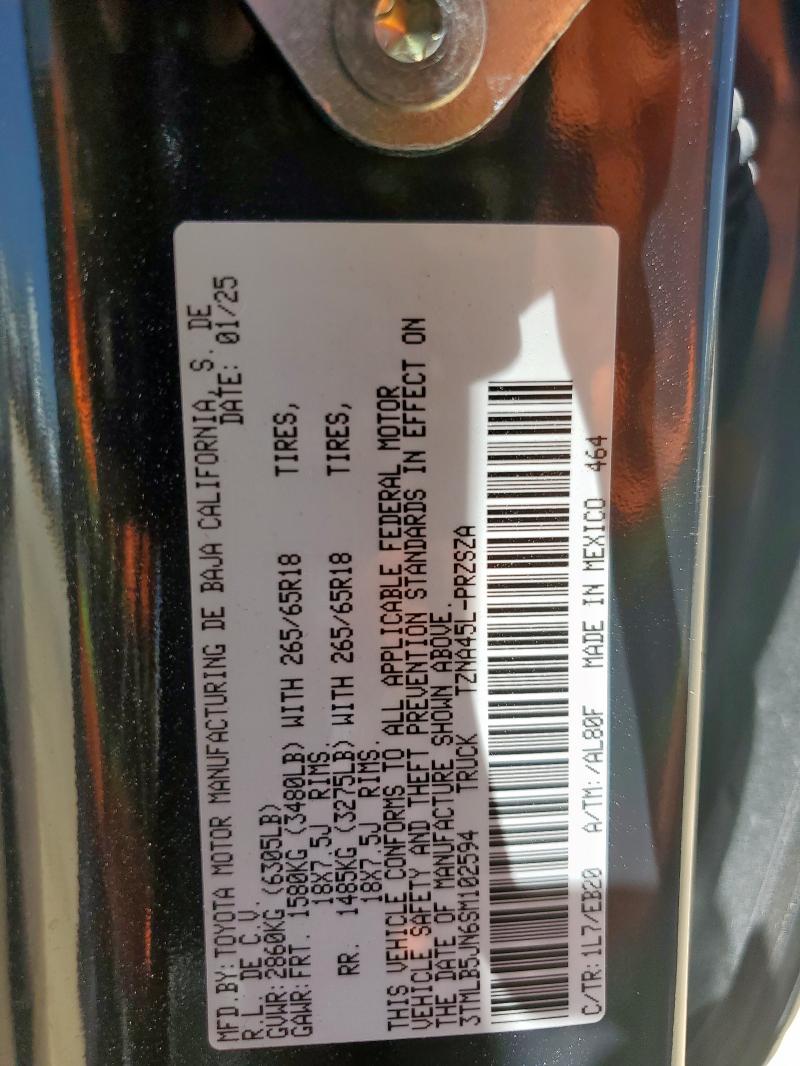 MFD.BY: TOYOTA MOTOR MANUFACTURING DE BAJA CALIFORNIA, S. DE
R.L. DE C.V. DATE: 01/25
GVWR: 2860KG (6305LB)
GAWR: FRT. 1580KG (3480LB) WITH 265/65R18 TIRES,
18X7.5J RIMS.
RR. 1485KG (3275LB) WITH 265/65R18 TIRES,
18X7.5J RIMS.
THIS VEHICLE CONFORMS TO ALL APPLICABLE FEDERAL MOTOR
VEHICLE SAFETY AND THEFT PREVENTION STANDARDS IN EFFECT ON
THE DATE OF MANUFACTURE SHOWN ABOVE.
3TMLB5JN6SM102594 TRUCK TZNA45L-PRZSZA
C/TR: 1L7/EB20 A/TM: /AL80F MADE IN MEXICO 464